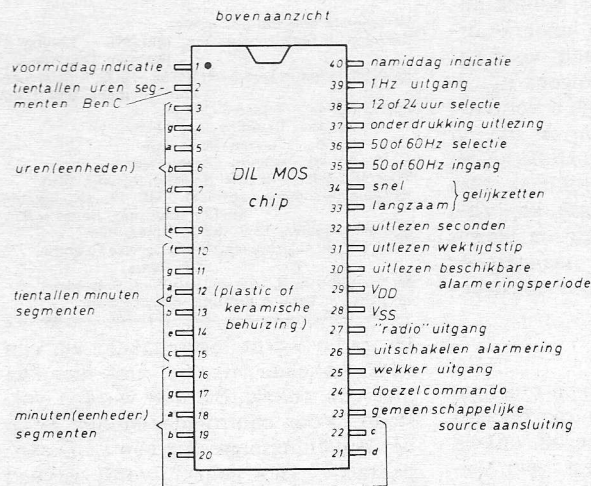 bovenaanzicht
voormiddag indicatie
tientallen uren seg-
menten B en C
uren (eenheden)
tientallen minuten
segmenten
minuten (eenheden)
segmenten
1
2
f 3
g 4
a 5
b 6
d 7
c 8
e 9
f 10
g 11
a
d 12
b 13
e 14
c 15
f 16
g 17
a 18
b 19
e 20
DIL MOS
chip
(plastic of
keramische
behuizing)
40 namiddag indicatie
39 1Hz uitgang
38 12 of 24 uur selectie
37 onderdrukking uitlezing
36 50 of 60Hz selectie
35 50 of 60Hz ingang
34 snel
33 langzaam
gelijkzetten
32 uitlezen seconden
31 uitlezen wektijdstip
30 uitlezen beschikbare
alarmeringsperiode
29 VDD
28 VSS
27 "radio" uitgang
26 uitschakelen alarmering
25 wekker uitgang
24 doezelcommando
23 gemeenschappelijke
source aansluiting
22 c
21 d